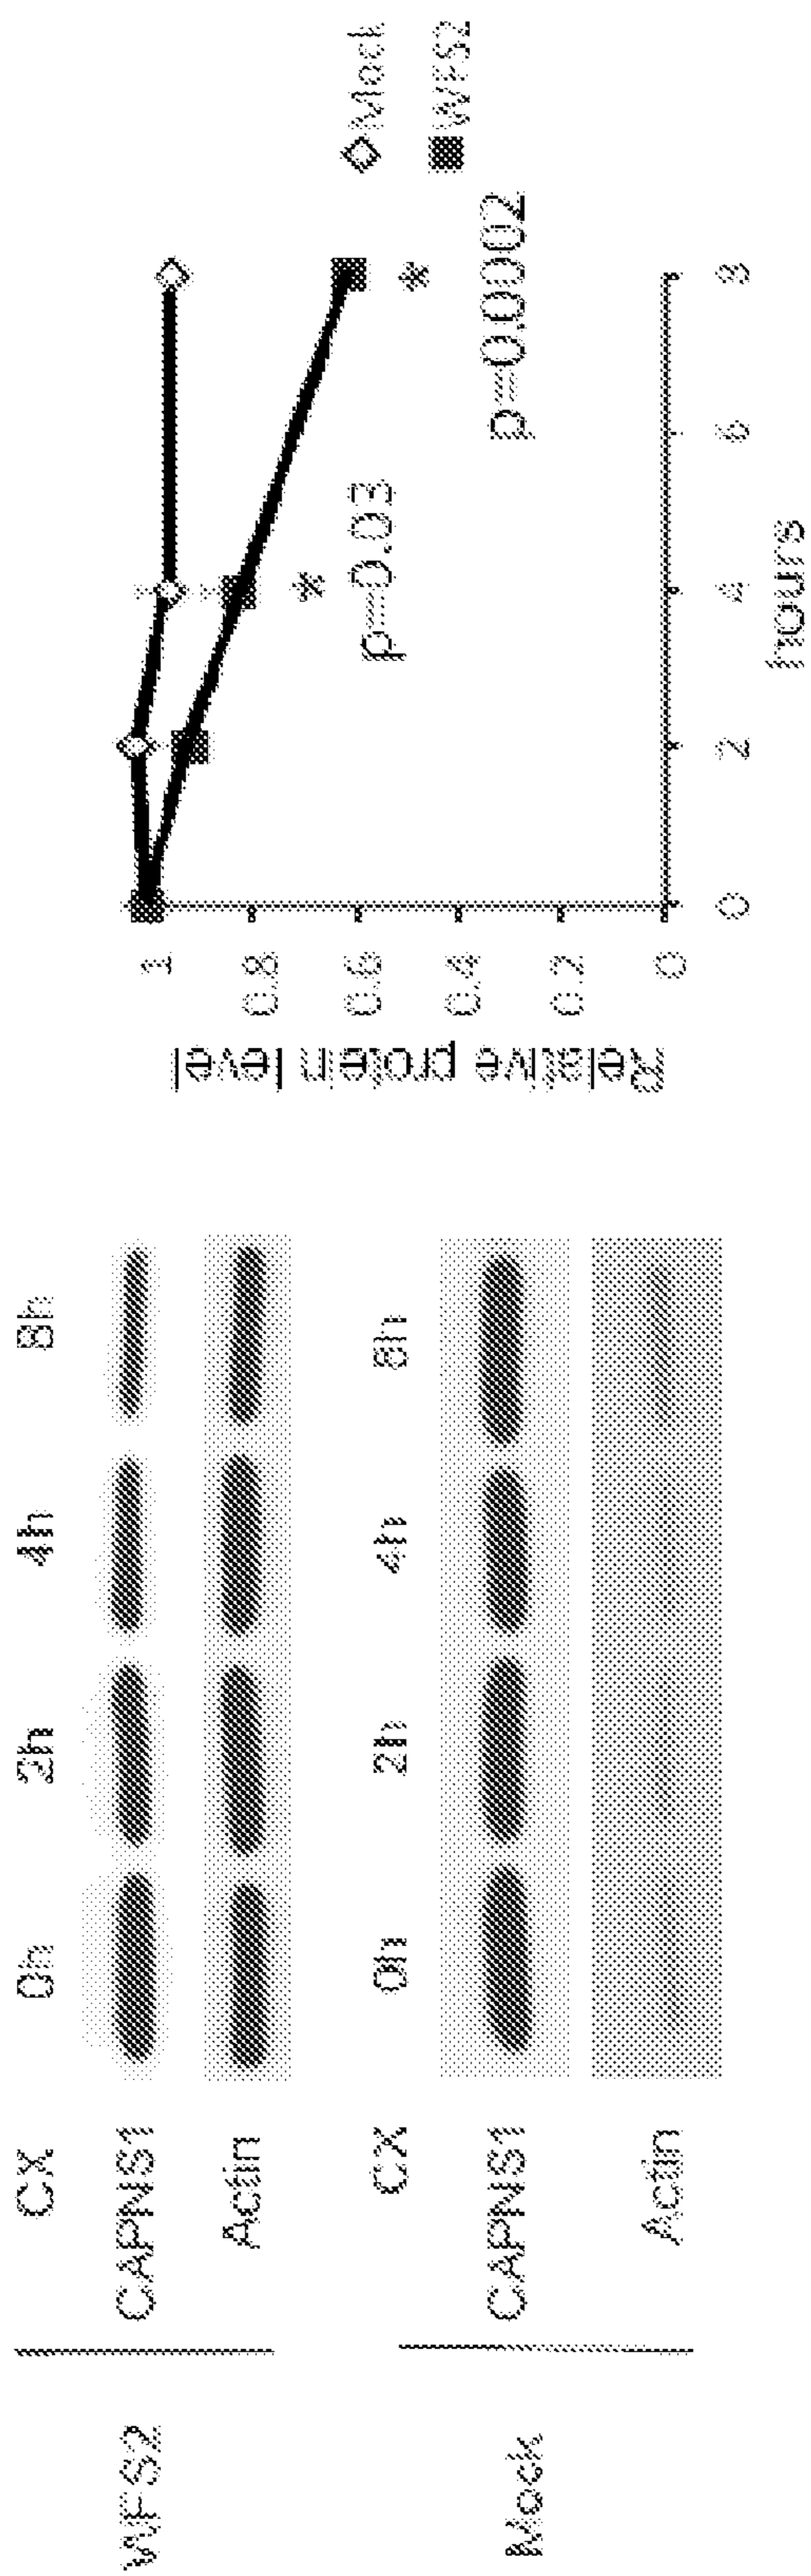 WFS2
CX 0h 2h 4h 8h
CAPNS1
Actin
Mock
CX 0h 2h 4h 8h
CAPNS1
Actin
Relative protein level
1
0.8
0.6
0.4
0.2
0
0 2 4 6 8
hours
*
p=0.03
*
p=0.0002
Mock
WFS2